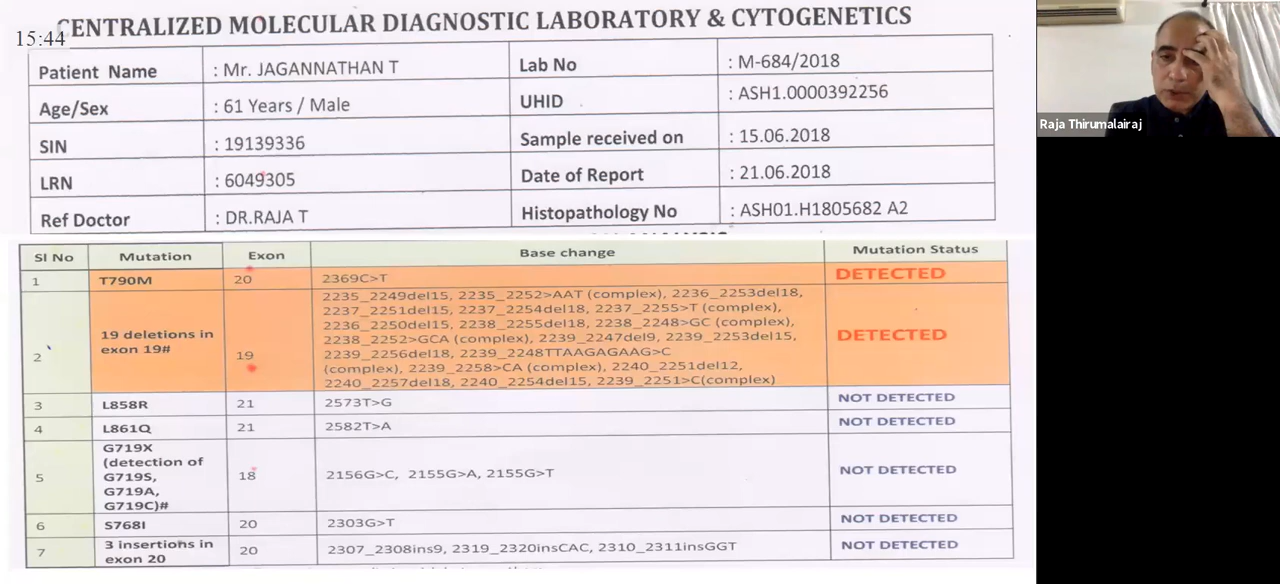 CENTRALIZED MOLECULAR DIAGNOSTIC LABORATORY & CYTOGENETICS
15:44
Patient Name : Mr. JAGANNATHAN T Lab No : M-684/2018
Age/Sex : 61 Years / Male UHID : ASH1.0000392256
SIN : 19139336 Sample received on : 15.06.2018
LRN : 6049305 Date of Report : 21.06.2018
Ref Doctor : DR.RAJA T Histopathology No : ASH01.H1805682 A2
Sl No Mutation Exon Base change Mutation Status
1 T790M 20 2369C>T DETECTED
2 19 deletions in exon 19# 19
2235_2249del15, 2235_2252>AAT (complex), 2236_2253del18,
2237_2251del15, 2237_2254del18, 2237_2255>T (complex),
2236_2250del15, 2238_2255del18, 2238_2248>GC (complex),
2238_2252>GCA (complex), 2239_2247del9, 2239_2253del15,
2239_2256del18, 2239_2248TTAAGAGAAG>C
(complex), 2239_2258>CA (complex), 2240_2251del12,
2240_2257del18, 2240_2254del15, 2239_2251>C(complex)
DETECTED
3 L858R 21 2573T>G NOT DETECTED
4 L861Q 21 2582T>A NOT DETECTED
5 G719X
(detection of
G719S,
G719A,
G719C)#
18 2156G>C, 2155G>A, 2155G>T NOT DETECTED
6 S768I 20 2303G>T NOT DETECTED
7 3 insertions in exon 20 20 2307_2308ins9, 2319_2320insCAC, 2310_2311insGGT NOT DETECTED
Raja Thirumalairaj